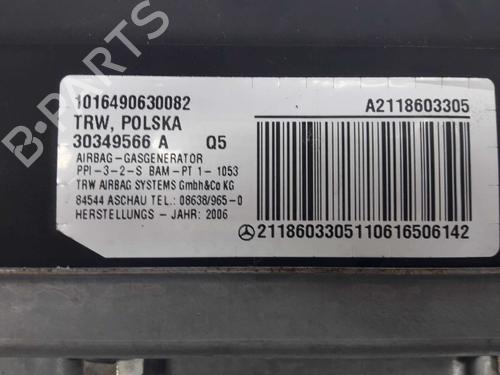 1016490630082
A2118603305
TRW, POLSKA
30349566 A Q5
AIRBAG-GASGENERATOR
PPI-3-2-S BAM-PT 1-1053
TRW AIRBAG SYSTEMS GmbH&Co KG
84544 ASCHAU TEL.: 08638/965-0
HERSTELLUNGS - JAHR: 2006
2118603305110616506142
B-PARTS